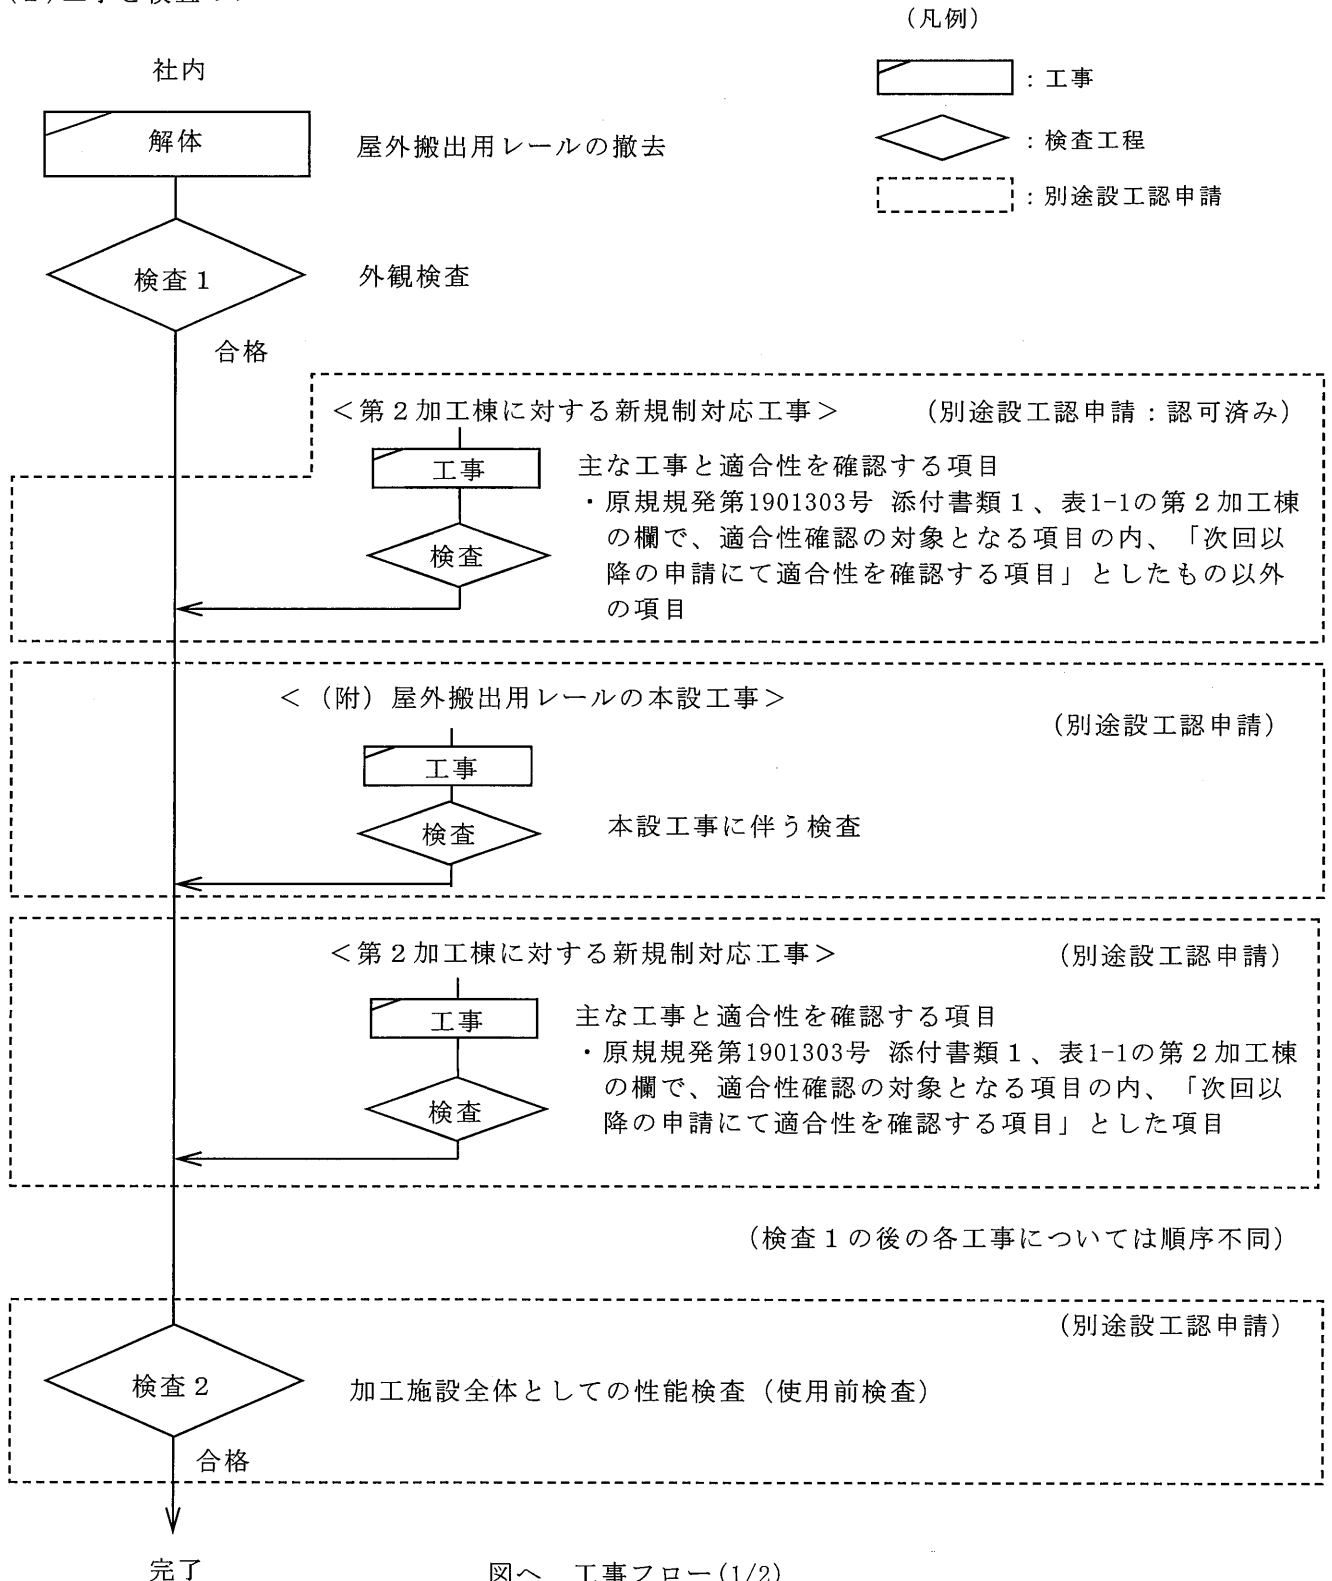 (凡例)
：工事
：検査工程
：別途設工認申請
社内
解体
屋外搬出用レールの撤去
検査１
外観検査
合格
＜第２加工棟に対する新規制対応工事＞
(別途設工認申請：認可済み)
工事
検査
主な工事と適合性を確認する項目
・原規規発第1901303号 添付書類１、表1-1の第２加工棟
の欄で、適合性確認の対象となる項目の内、「次回以
降の申請にて適合性を確認する項目」としたもの以外
の項目
＜（附）屋外搬出用レールの本設工事＞
(別途設工認申請)
工事
検査
本設工事に伴う検査
＜第２加工棟に対する新規制対応工事＞
(別途設工認申請)
工事
検査
主な工事と適合性を確認する項目
・原規規発第1901303号 添付書類１、表1-1の第２加工棟
の欄で、適合性確認の対象となる項目の内、「次回以
降の申請にて適合性を確認する項目」とした項目
(検査１の後の各工事については順序不同)
(別途設工認申請)
検査２
加工施設全体としての性能検査（使用前検査）
合格
完了
図ヘ　工事フロー(1/2)